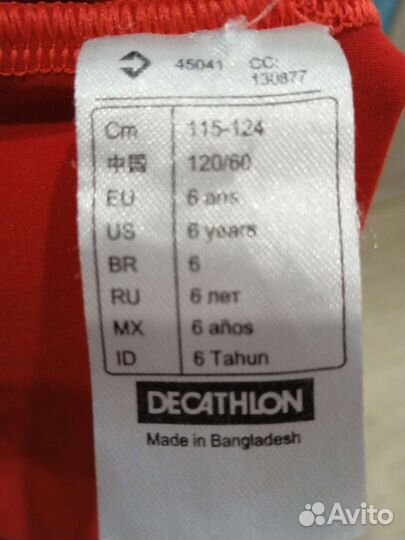 45041 CC:
130877
Cm 115-124
中國 120/60
EU 6 ans
US 6 years
BR 6
RU 6 лет
MX 6 años
ID 6 Tahun
DECATHLON
Made in Bangladesh
Avito